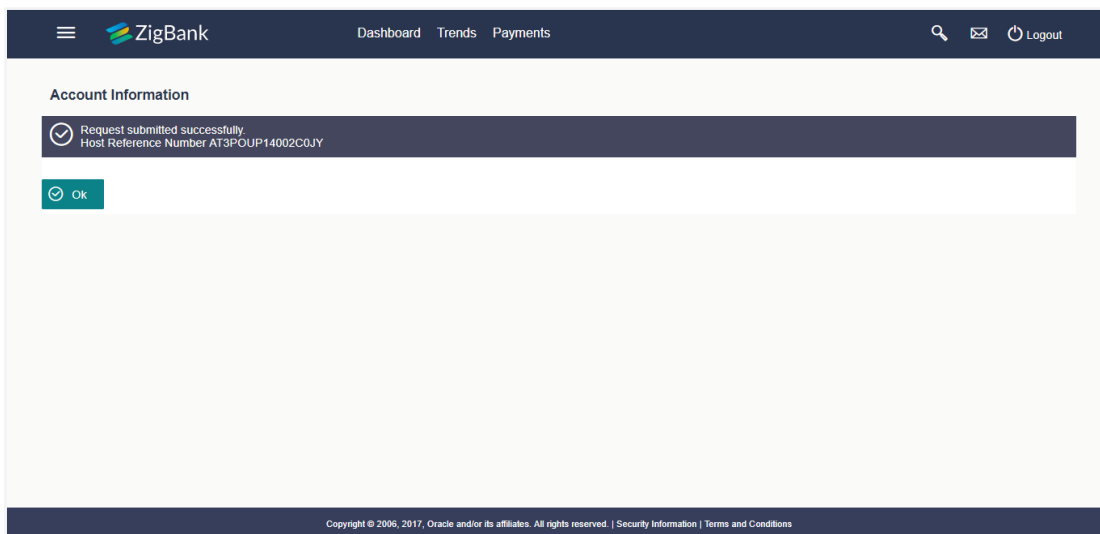 ZigBank Dashboard Trends Payments Logout
Account Information
Request submitted successfully.
Host Reference Number AT3POUP14002C0JY
Ok
Copyright © 2006, 2017, Oracle and/or its affiliates. All rights reserved. | Security Information | Terms and Conditions